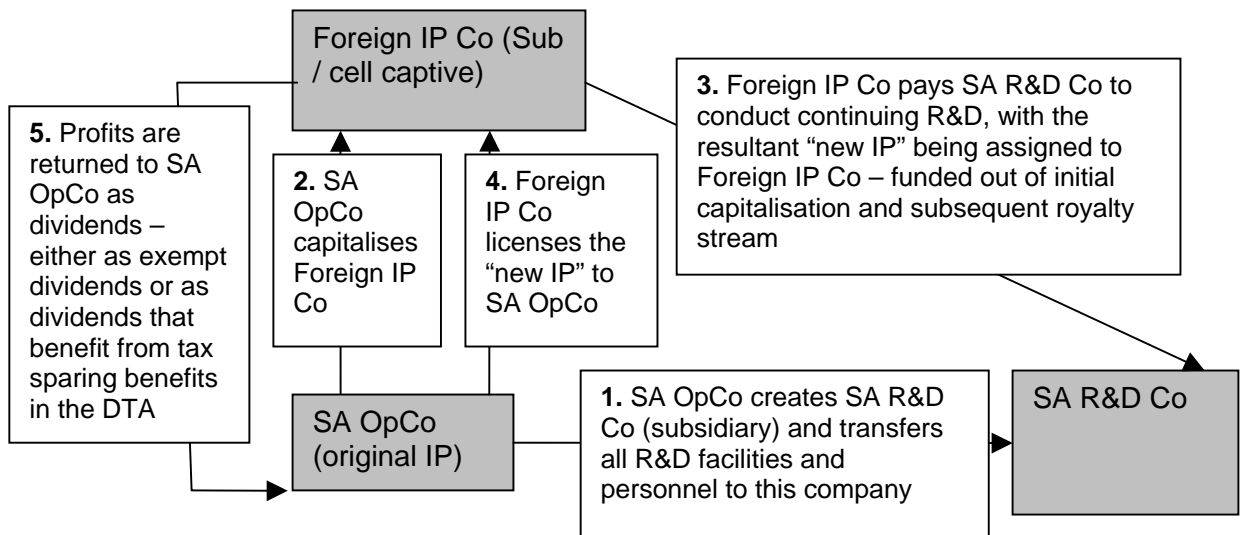 Foreign IP Co (Sub
/ cell captive)
3. Foreign IP Co pays SA R&D Co to
conduct continuing R&D, with the
resultant “new IP” being assigned to
Foreign IP Co – funded out of initial
capitalisation and subsequent royalty
stream
5. Profits are
returned to SA
OpCo as
dividends –
either as exempt
dividends or as
dividends that
benefit from tax
sparing benefits
in the DTA
2. SA
OpCo
capitalises
Foreign IP
Co
4. Foreign
IP Co
licenses the
“new IP” to
SA OpCo
SA OpCo
(original IP)
1. SA OpCo creates SA R&D
Co (subsidiary) and transfers
all R&D facilities and
personnel to this company
SA R&D Co